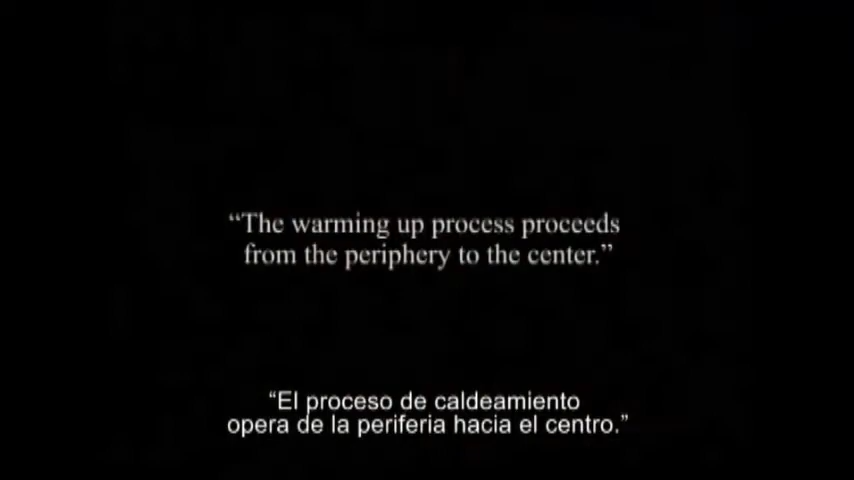 “The warming up process proceeds
from the periphery to the center.”
“El proceso de caldeamiento
opera de la periferia hacia el centro.”